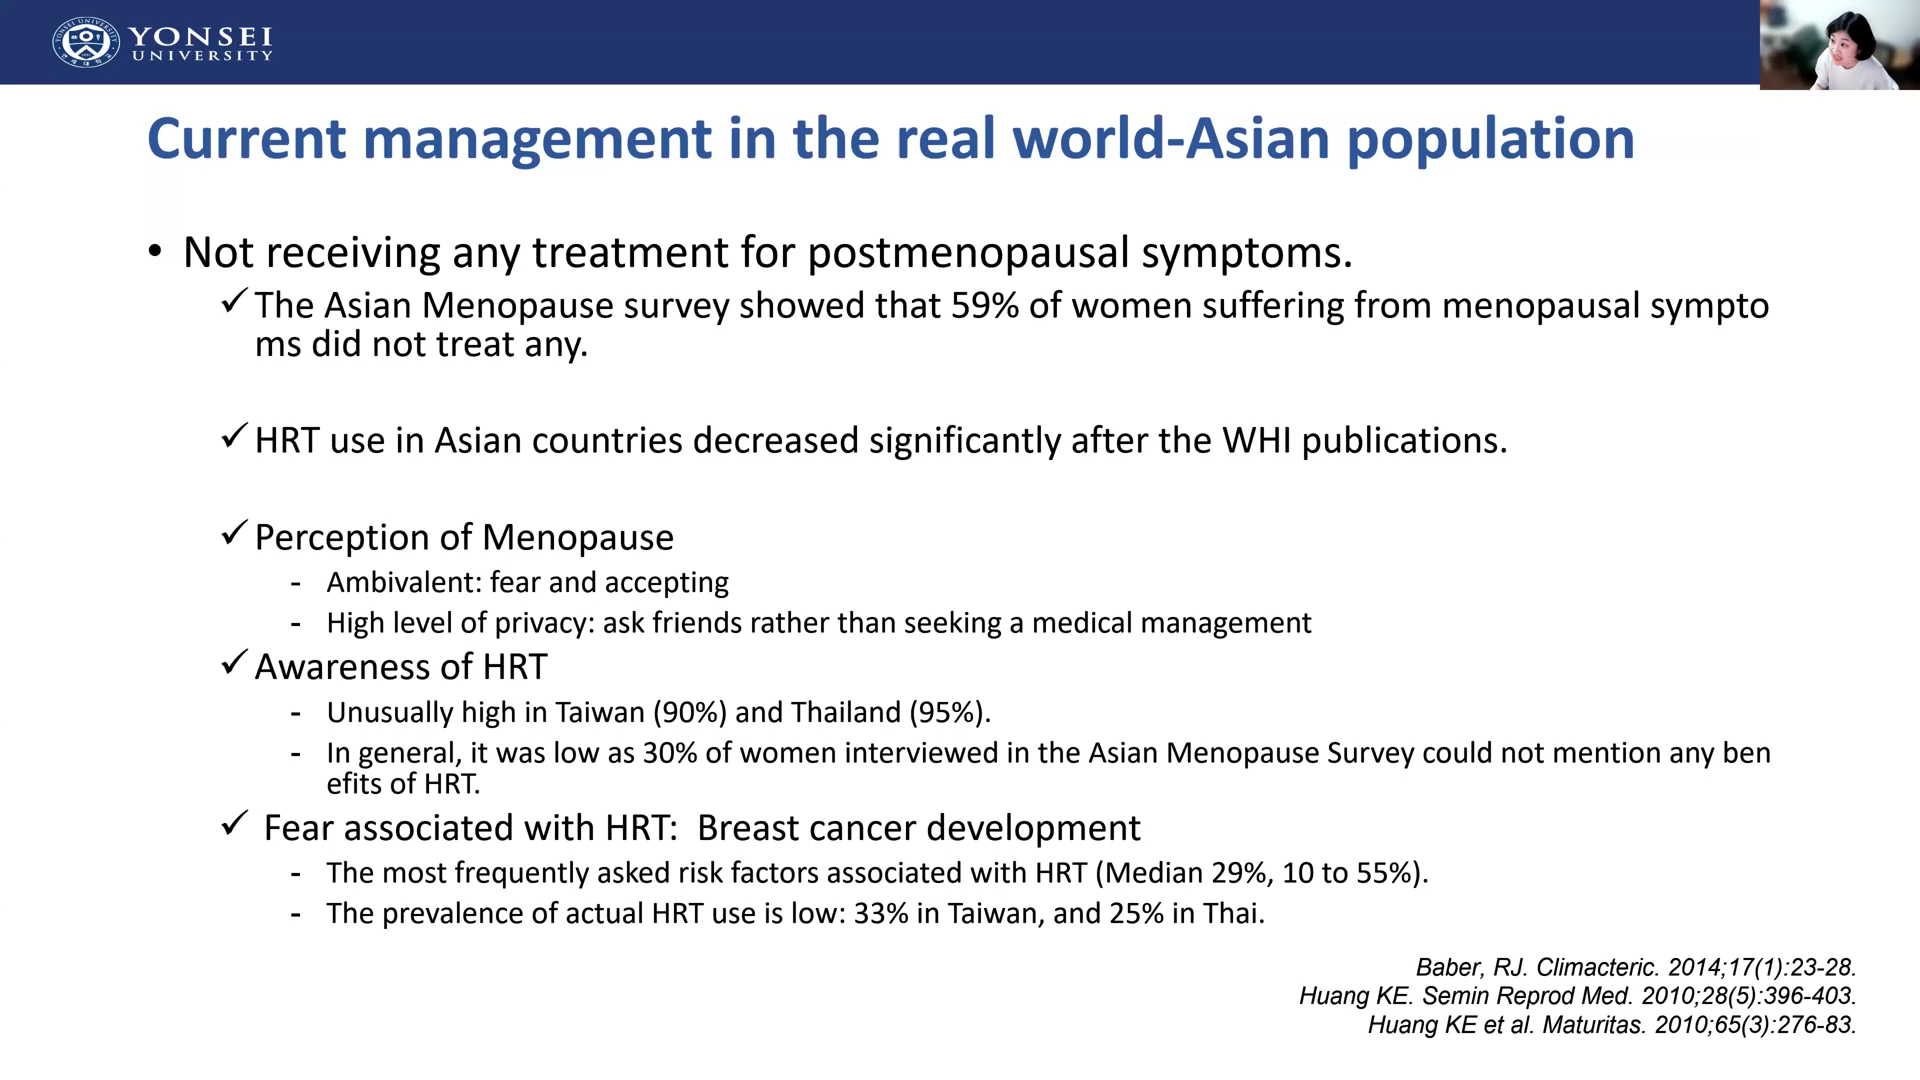 YONSEI
UNIVERSITY
Current management in the real world-Asian population
• Not receiving any treatment for postmenopausal symptoms.
✓ The Asian Menopause survey showed that 59% of women suffering from menopausal sympto
ms did not treat any.
✓ HRT use in Asian countries decreased significantly after the WHI publications.
✓ Perception of Menopause
- Ambivalent: fear and accepting
- High level of privacy: ask friends rather than seeking a medical management
✓ Awareness of HRT
- Unusually high in Taiwan (90%) and Thailand (95%).
- In general, it was low as 30% of women interviewed in the Asian Menopause Survey could not mention any ben
efits of HRT.
✓ Fear associated with HRT: Breast cancer development
- The most frequently asked risk factors associated with HRT (Median 29%, 10 to 55%).
- The prevalence of actual HRT use is low: 33% in Taiwan, and 25% in Thai.
Baber, RJ. Climacteric. 2014;17(1):23-28.
Huang KE. Semin Reprod Med. 2010;28(5):396-403.
Huang KE et al. Maturitas. 2010;65(3):276-83.